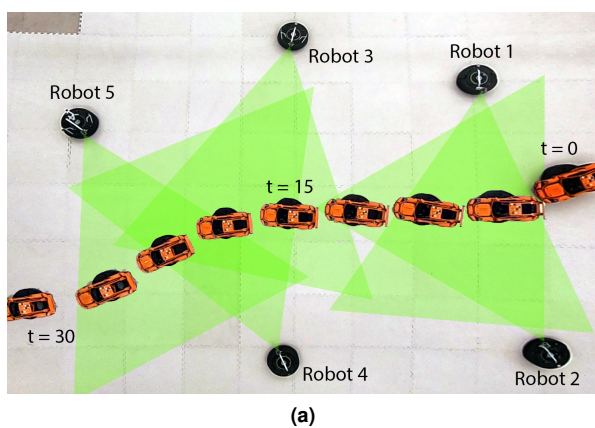 Robot 3
Robot 1
Robot 5
t = 0
t = 15
t = 30
Robot 4
Robot 2
(a)